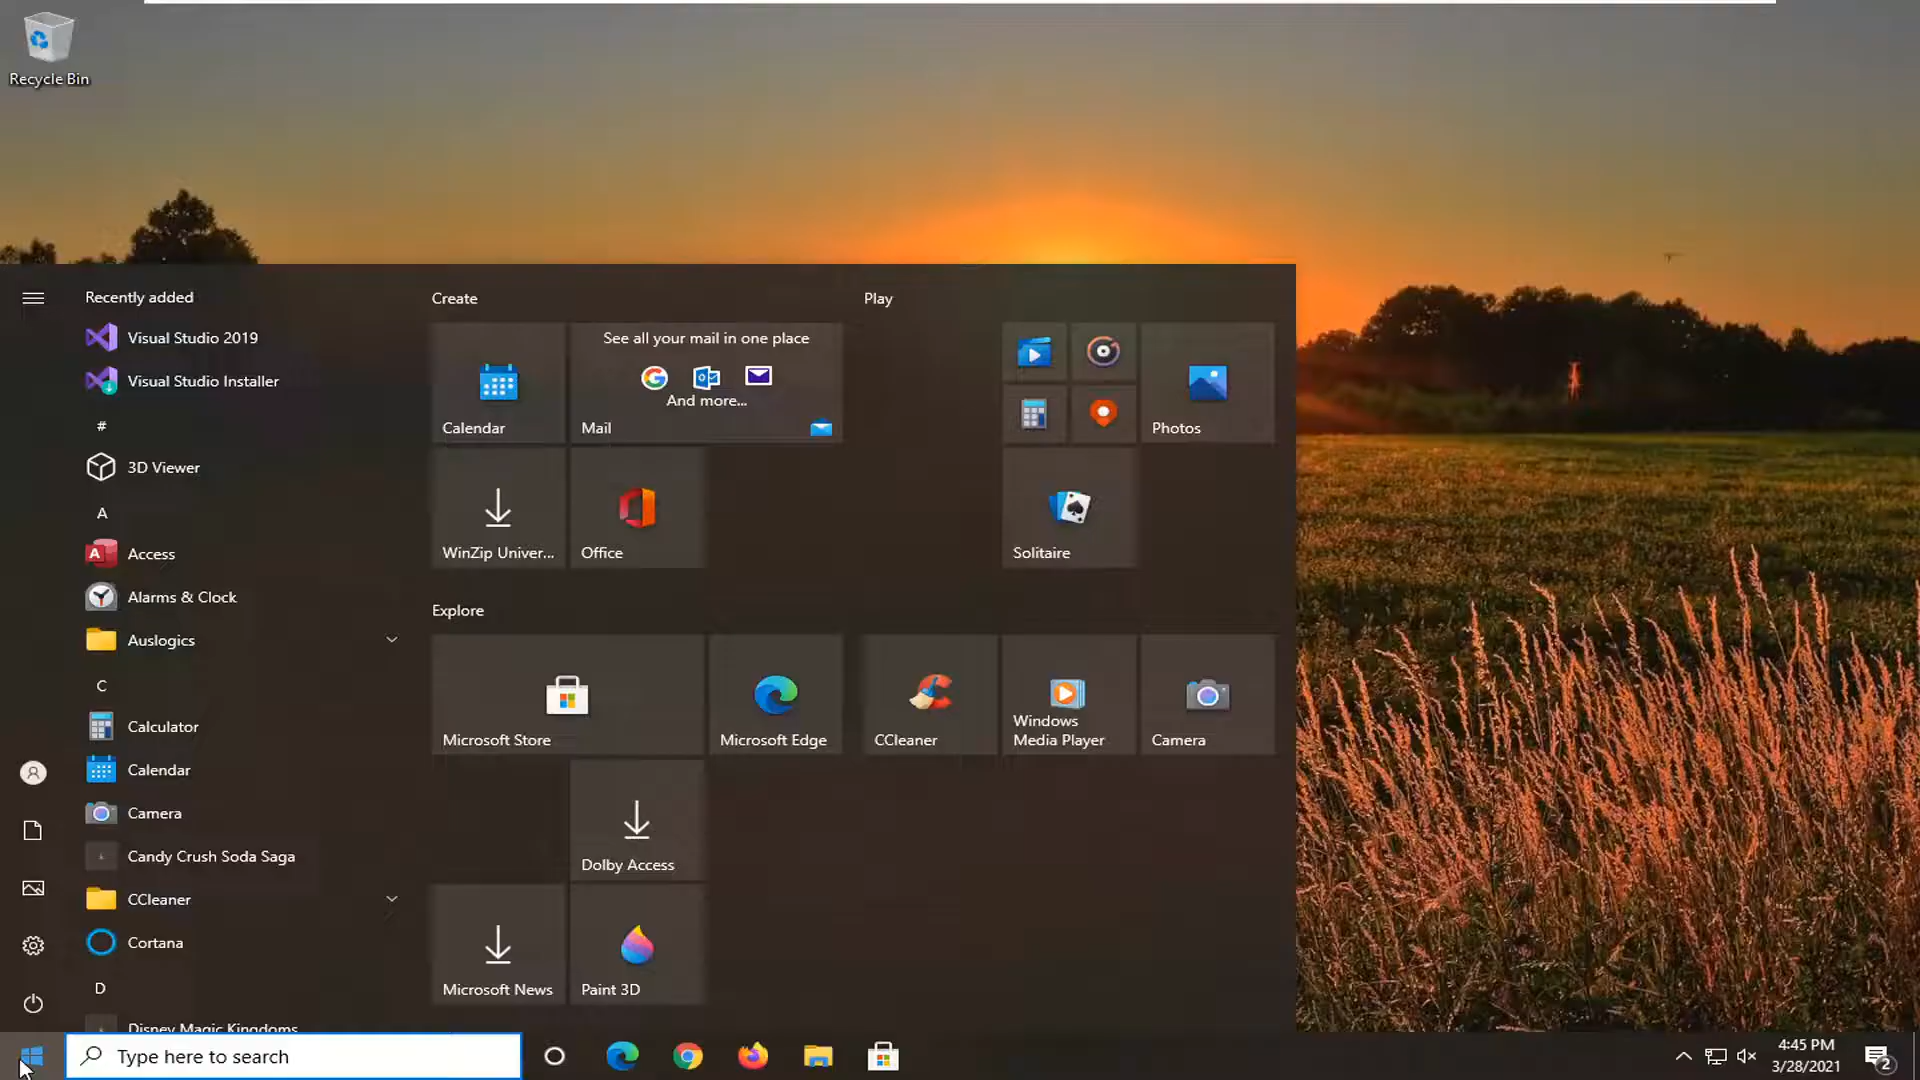 Recycle Bin
Recently added
Visual Studio 2019
Visual Studio Installer
#
3D Viewer
A
Access
Alarms & Clock
Auslogics
C
Calculator
Calendar
Camera
Candy Crush Soda Saga
CCleaner
Cortana
D
Disney Magic Kingdoms
Create
See all your mail in one place
And more...
Calendar
Mail
WinZip Univer...
Office
Play
Photos
Solitaire
Explore
Microsoft Store
Microsoft Edge
CCleaner
Windows
Media Player
Camera
Dolby Access
Microsoft News
Paint 3D
Type here to search
4:45 PM
3/28/2021
2